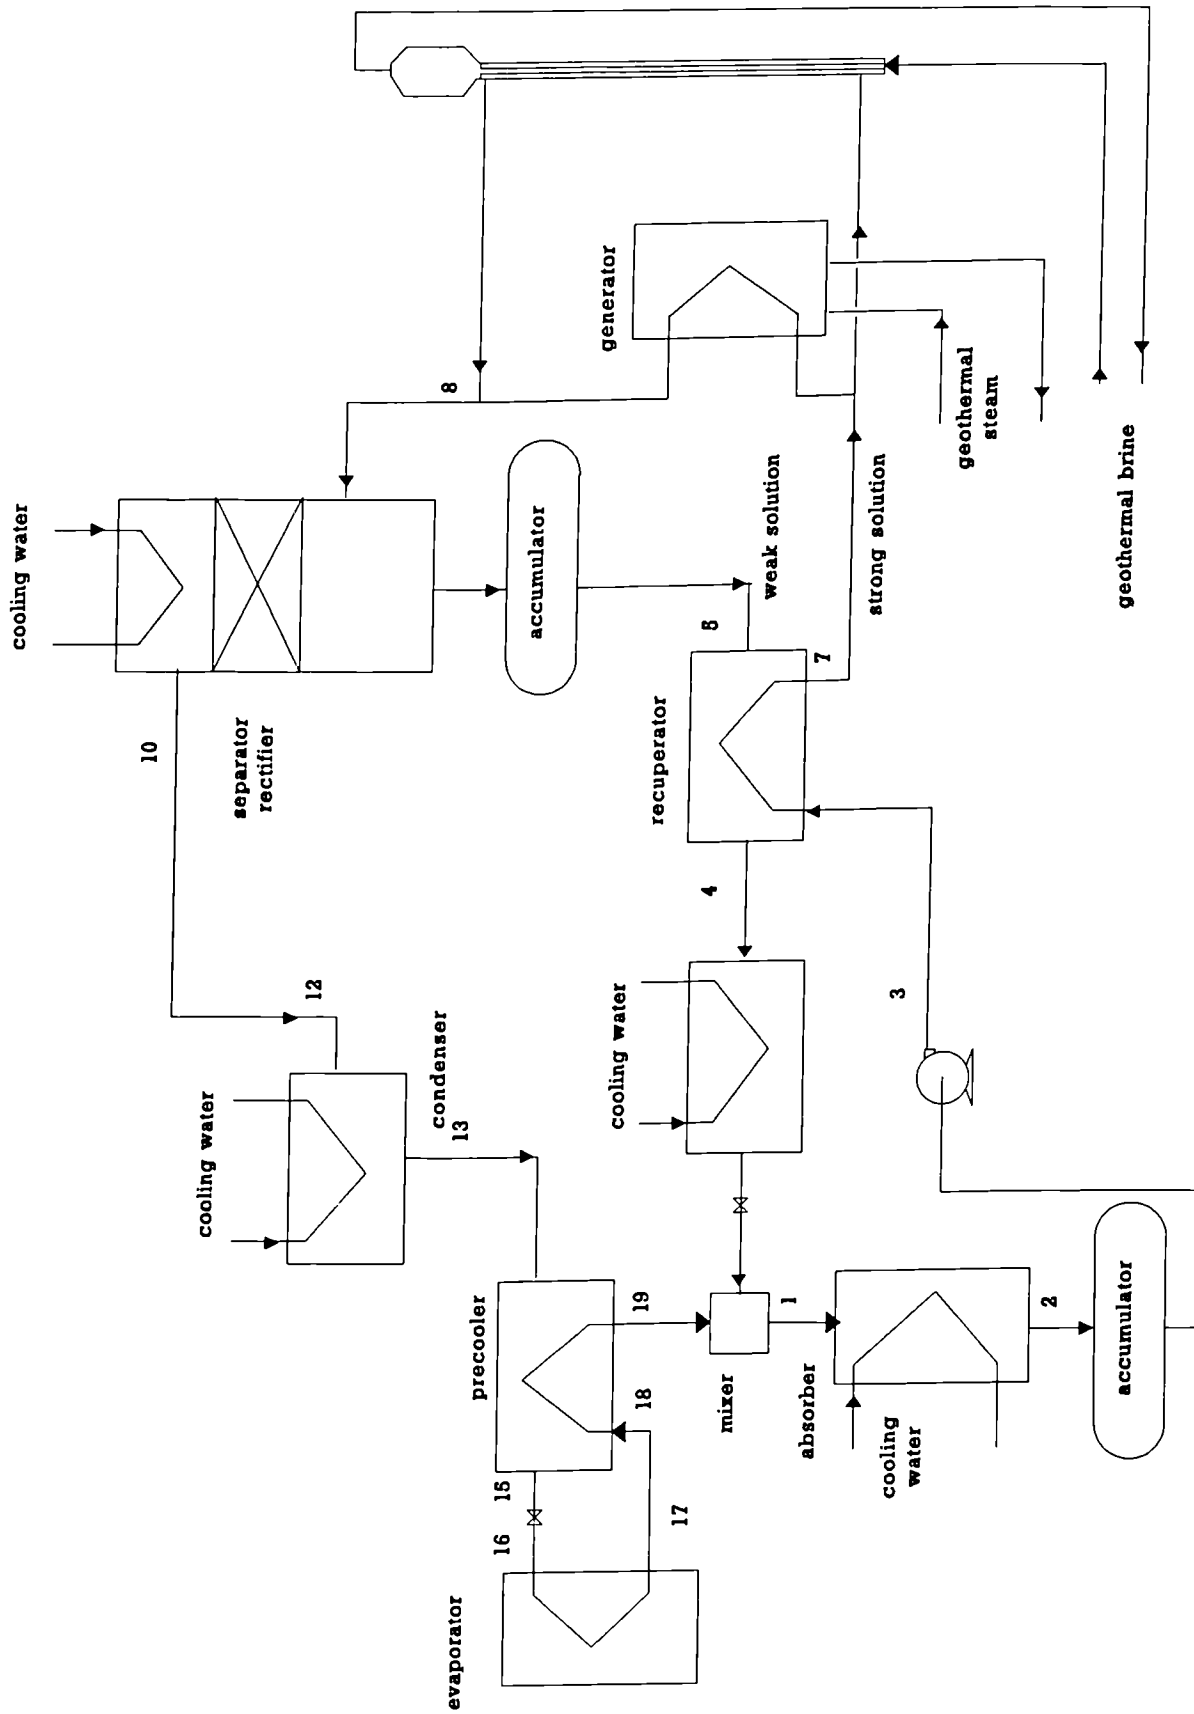 cooling water
10
cooling water
separator
rectifier
12
condenser
13
8
evaporator
precooler
16
15
accumulator
generator
cooling water
18
19
recuperator
17
4
5
mixer
weak solution
1
absorber
7
strong solution
cooling
water
3
geothermal
steam
2
accumulator
geothermal brine